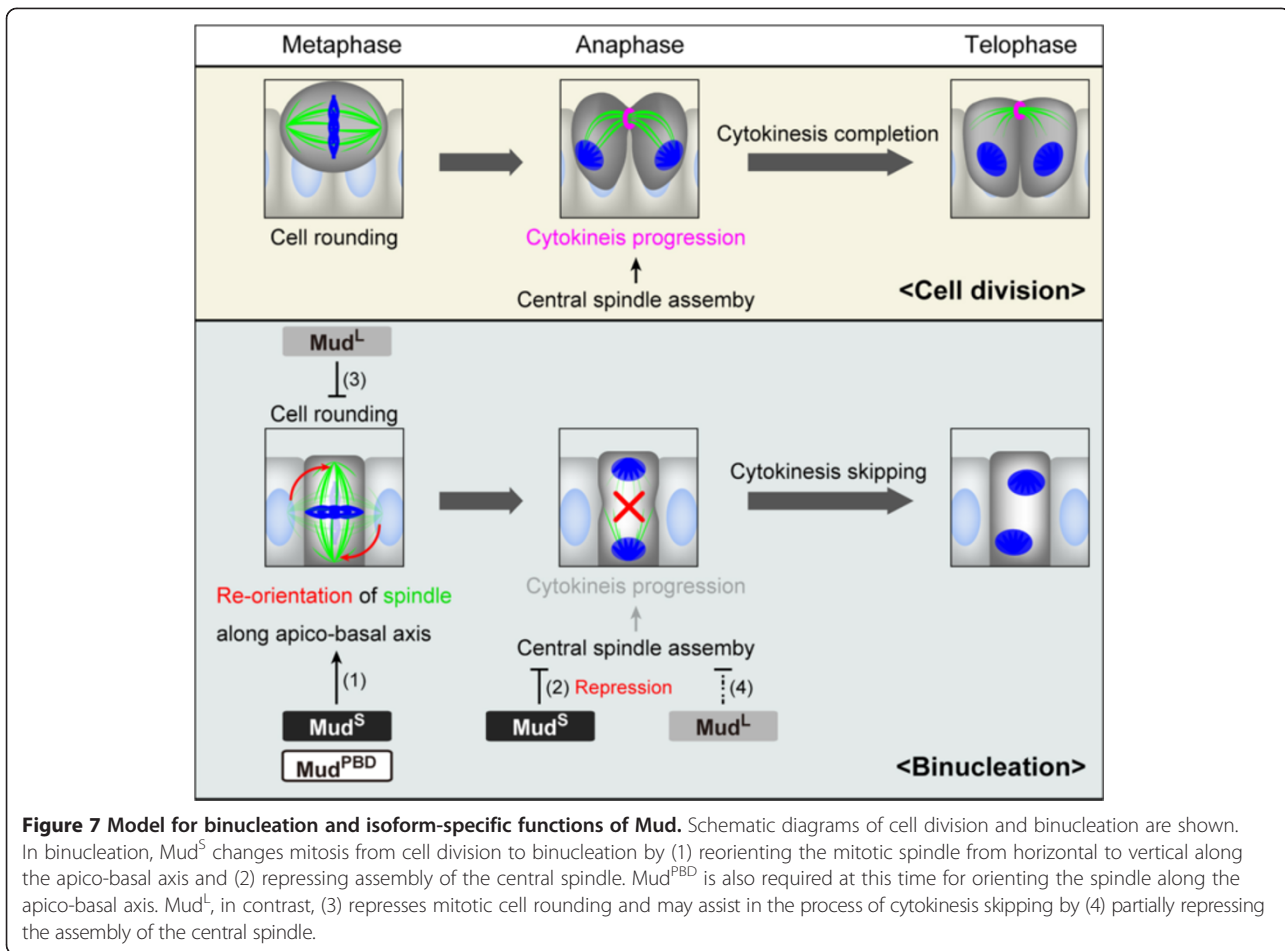 Metaphase Anaphase Telophase
Cytokinesis completion
Cell rounding
Cytokineis progression
Central spindle assemby
<Cell division>
Mud^L
(3)
Cell rounding
Cytokinesis skipping
Re-orientation of spindle
along apico-basal axis
(1)
Mud^S
Mud^PBD
Cytokineis progression
Central spindle assembly
(2) Repression (4)
Mud^S Mud^L
<Binucleation>
Figure 7 Model for binucleation and isoform-specific functions of Mud. Schematic diagrams of cell division and binucleation are shown.
In binucleation, Mud^S changes mitosis from cell division to binucleation by (1) reorienting the mitotic spindle from horizontal to vertical along
the apico-basal axis and (2) repressing assembly of the central spindle. Mud^PBD is also required at this time for orienting the spindle along the
apico-basal axis. Mud^L, in contrast, (3) represses mitotic cell rounding and may assist in the process of cytokinesis skipping by (4) partially repressing
the assembly of the central spindle.